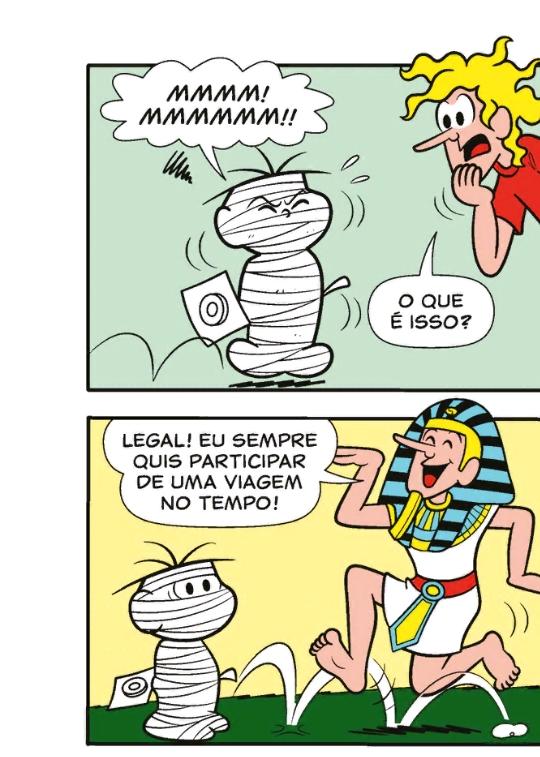 MMMM!
MMMMMM!!
O QUE
É ISSO?
LEGAL! EU SEMPRE
QUIS PARTICIPAR
DE UMA VIAGEM
NO TEMPO!